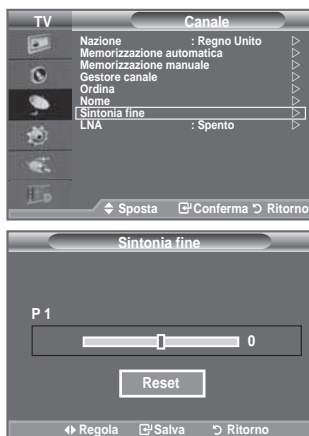 TV Canale
Nazione : Regno Unito
Memorizzazione automatica
Memorizzazione manuale
Gestore canale
Ordina
Nome
Sintonia fine
LNA : Spento
Sposta Conferma Ritorno
Sintonia fine
P 1
0
Reset
Regola Salva Ritorno